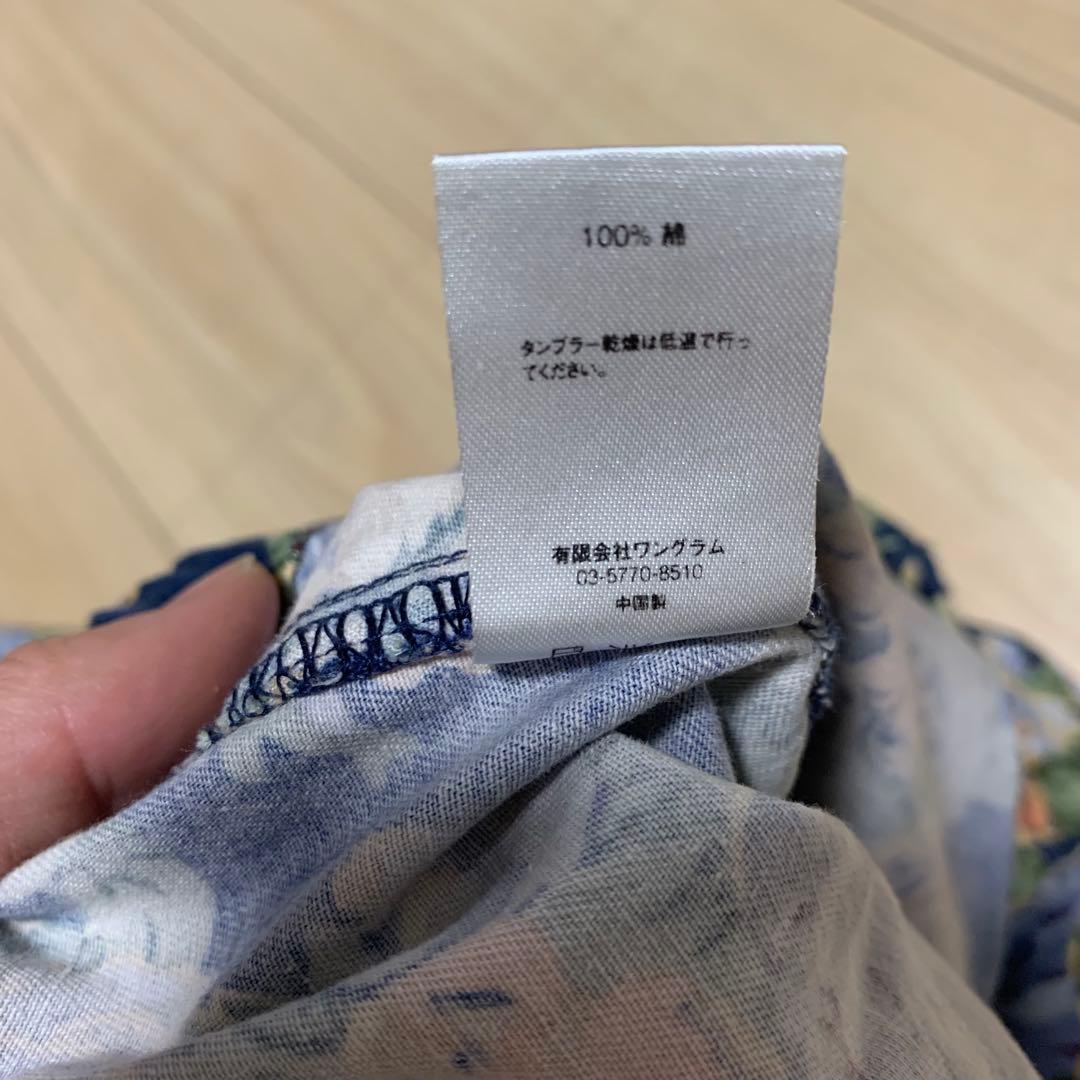 100% 綿
タンブラー乾燥は低温で行っ
てください。
有限会社ワングラム
03-5770-8510
中国製